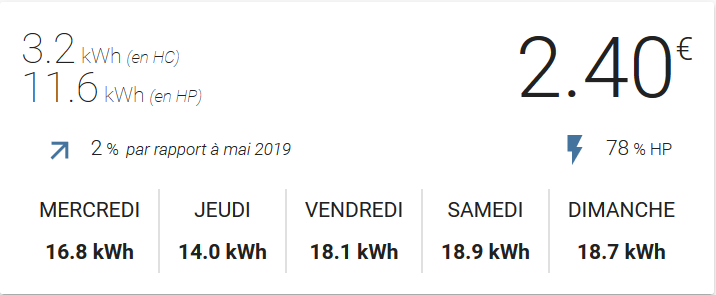 3.2 kWh (en HC)
11.6 kWh (en HP)
2.40€
2 % par rapport à mai 2019
78 % HP
MERCREDI JEUDI VENDREDI SAMEDI DIMANCHE
16.8 kWh 14.0 kWh 18.1 kWh 18.9 kWh 18.7 kWh